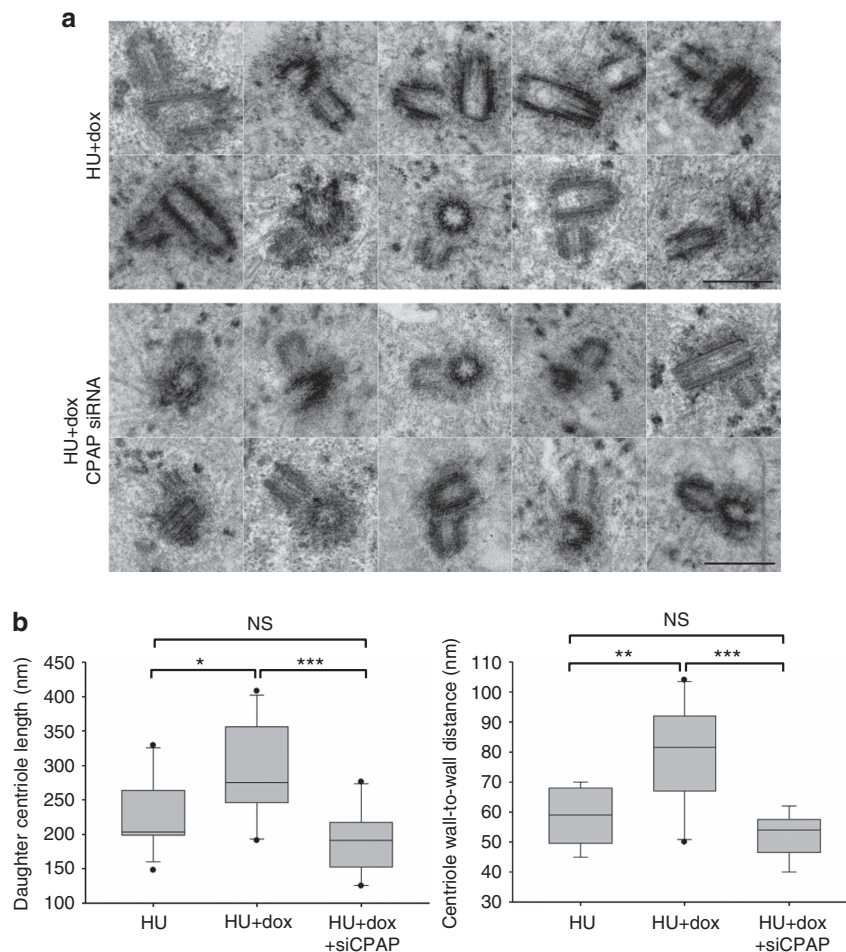 a
HU+dox
HU+dox
CPAP siRNA
b
NS
*
***
Daughter centriole length (nm)
450
400
350
300
250
200
150
100
HU
HU+dox
HU+dox
+siCPAP
NS
**
***
Centriole wall-to-wall distance (nm)
110
100
90
80
70
60
50
40
30
HU
HU+dox
HU+dox
+siCPAP